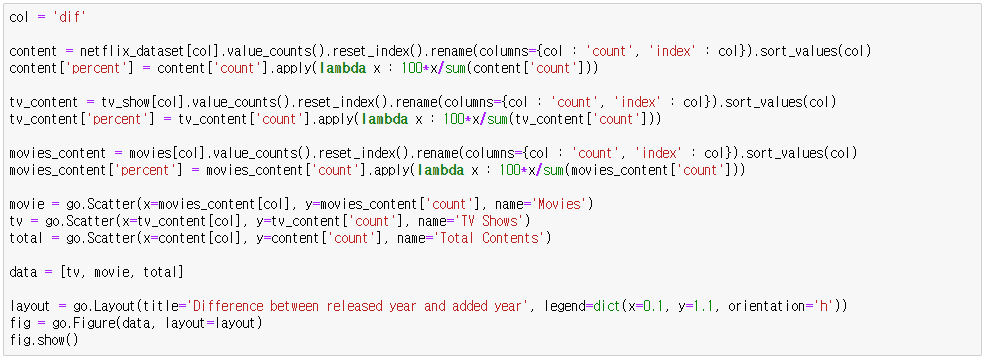 col = 'dif'
content = netflix_dataset[col].value_counts().reset_index().rename(columns={col : 'count', 'index' : col}).sort_values(col)
content['percent'] = content['count'].apply(lambda x : 100*x/sum(content['count']))
tv_content = tv_show[col].value_counts().reset_index().rename(columns={col : 'count', 'index' : col}).sort_values(col)
tv_content['percent'] = tv_content['count'].apply(lambda x : 100*x/sum(tv_content['count']))
movies_content = movies[col].value_counts().reset_index().rename(columns={col : 'count', 'index' : col}).sort_values(col)
movies_content['percent'] = movies_content['count'].apply(lambda x : 100*x/sum(movies_content['count']))
movie = go.Scatter(x=movies_content[col], y=movies_content['count'], name='Movies')
tv = go.Scatter(x=tv_content[col], y=tv_content['count'], name='TV Shows')
total = go.Scatter(x=content[col], y=content['count'], name='Total Contents')
data = [tv, movie, total]
layout = go.Layout(title='Difference between released year and added year', legend=dict(x=0.1, y=1.1, orientation='h'))
fig = go.Figure(data, layout=layout)
fig.show()